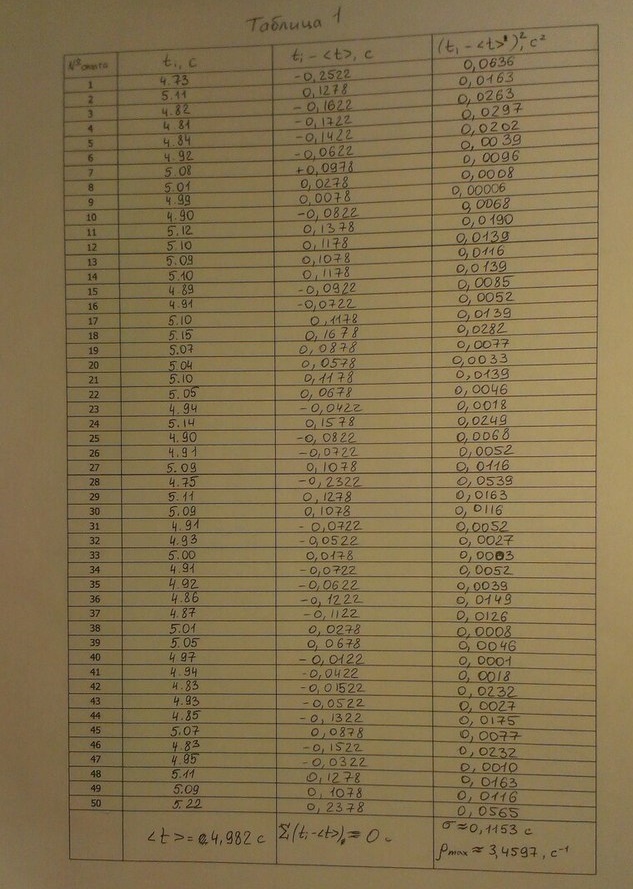 Таблица 1
№ опыта tᵢ, c tᵢ - <t>, c (tᵢ - <t>)², c²
1 4.73 -0,2522 0,0636
2 5.11 0,1278 0,0163
3 4.82 -0,1622 0,0263
4 4.81 -0,1722 0,0297
5 4.84 -0,1422 0,0202
6 4.92 -0,0622 0,0039
7 5.08 +0,0978 0,0096
8 5.01 0,0278 0,0008
9 4.99 0,0078 0,00006
10 4.90 -0,0822 0,0068
11 5.12 0,1378 0,0190
12 5.10 0,1178 0,0139
13 5.09 0,1078 0,0116
14 5.10 0,1178 0,0139
15 4.89 -0,0922 0,0085
16 4.91 -0,0722 0,0052
17 5.10 0,1178 0,0139
18 5.15 0,1678 0,0282
19 5.07 0,0878 0,0077
20 5.04 0,0578 0,0033
21 5.10 0,1178 0,0139
22 5.05 0,0678 0,0046
23 4.94 -0,0422 0,0018
24 5.14 0,1578 0,0249
25 4.90 -0,0822 0,0068
26 4.91 -0,0722 0,0052
27 5.09 0,1078 0,0116
28 4.75 -0,2322 0,0539
29 5.11 0,1278 0,0163
30 5.09 0,1078 0,0116
31 4.91 -0,0722 0,0052
32 4.93 -0,0522 0,0027
33 5.00 0,0178 0,0003
34 4.91 -0,0722 0,0052
35 4.92 -0,0622 0,0039
36 4.86 -0,1222 0,0149
37 4.87 -0,1122 0,0126
38 5.01 0,0278 0,0008
39 5.05 0,0678 0,0046
40 4.97 -0,0122 0,0001
41 4.94 -0,0422 0,0018
42 4.83 -0,01522 0,0232
43 4.93 -0,0522 0,0027
44 4.85 -0,1322 0,0175
45 5.07 0,0878 0,0077
46 4.83 -0,1522 0,0232
47 4.95 -0,0322 0,0010
48 5.11 0,1278 0,0163
49 5.09 0,1078 0,0116
50 5.22 0,2378 0,0565
<t> = 4,982 c Σ(tᵢ-<t>) = 0 c σ ≈ 0,1153 c
ρmax ≈ 3,4597, c⁻¹